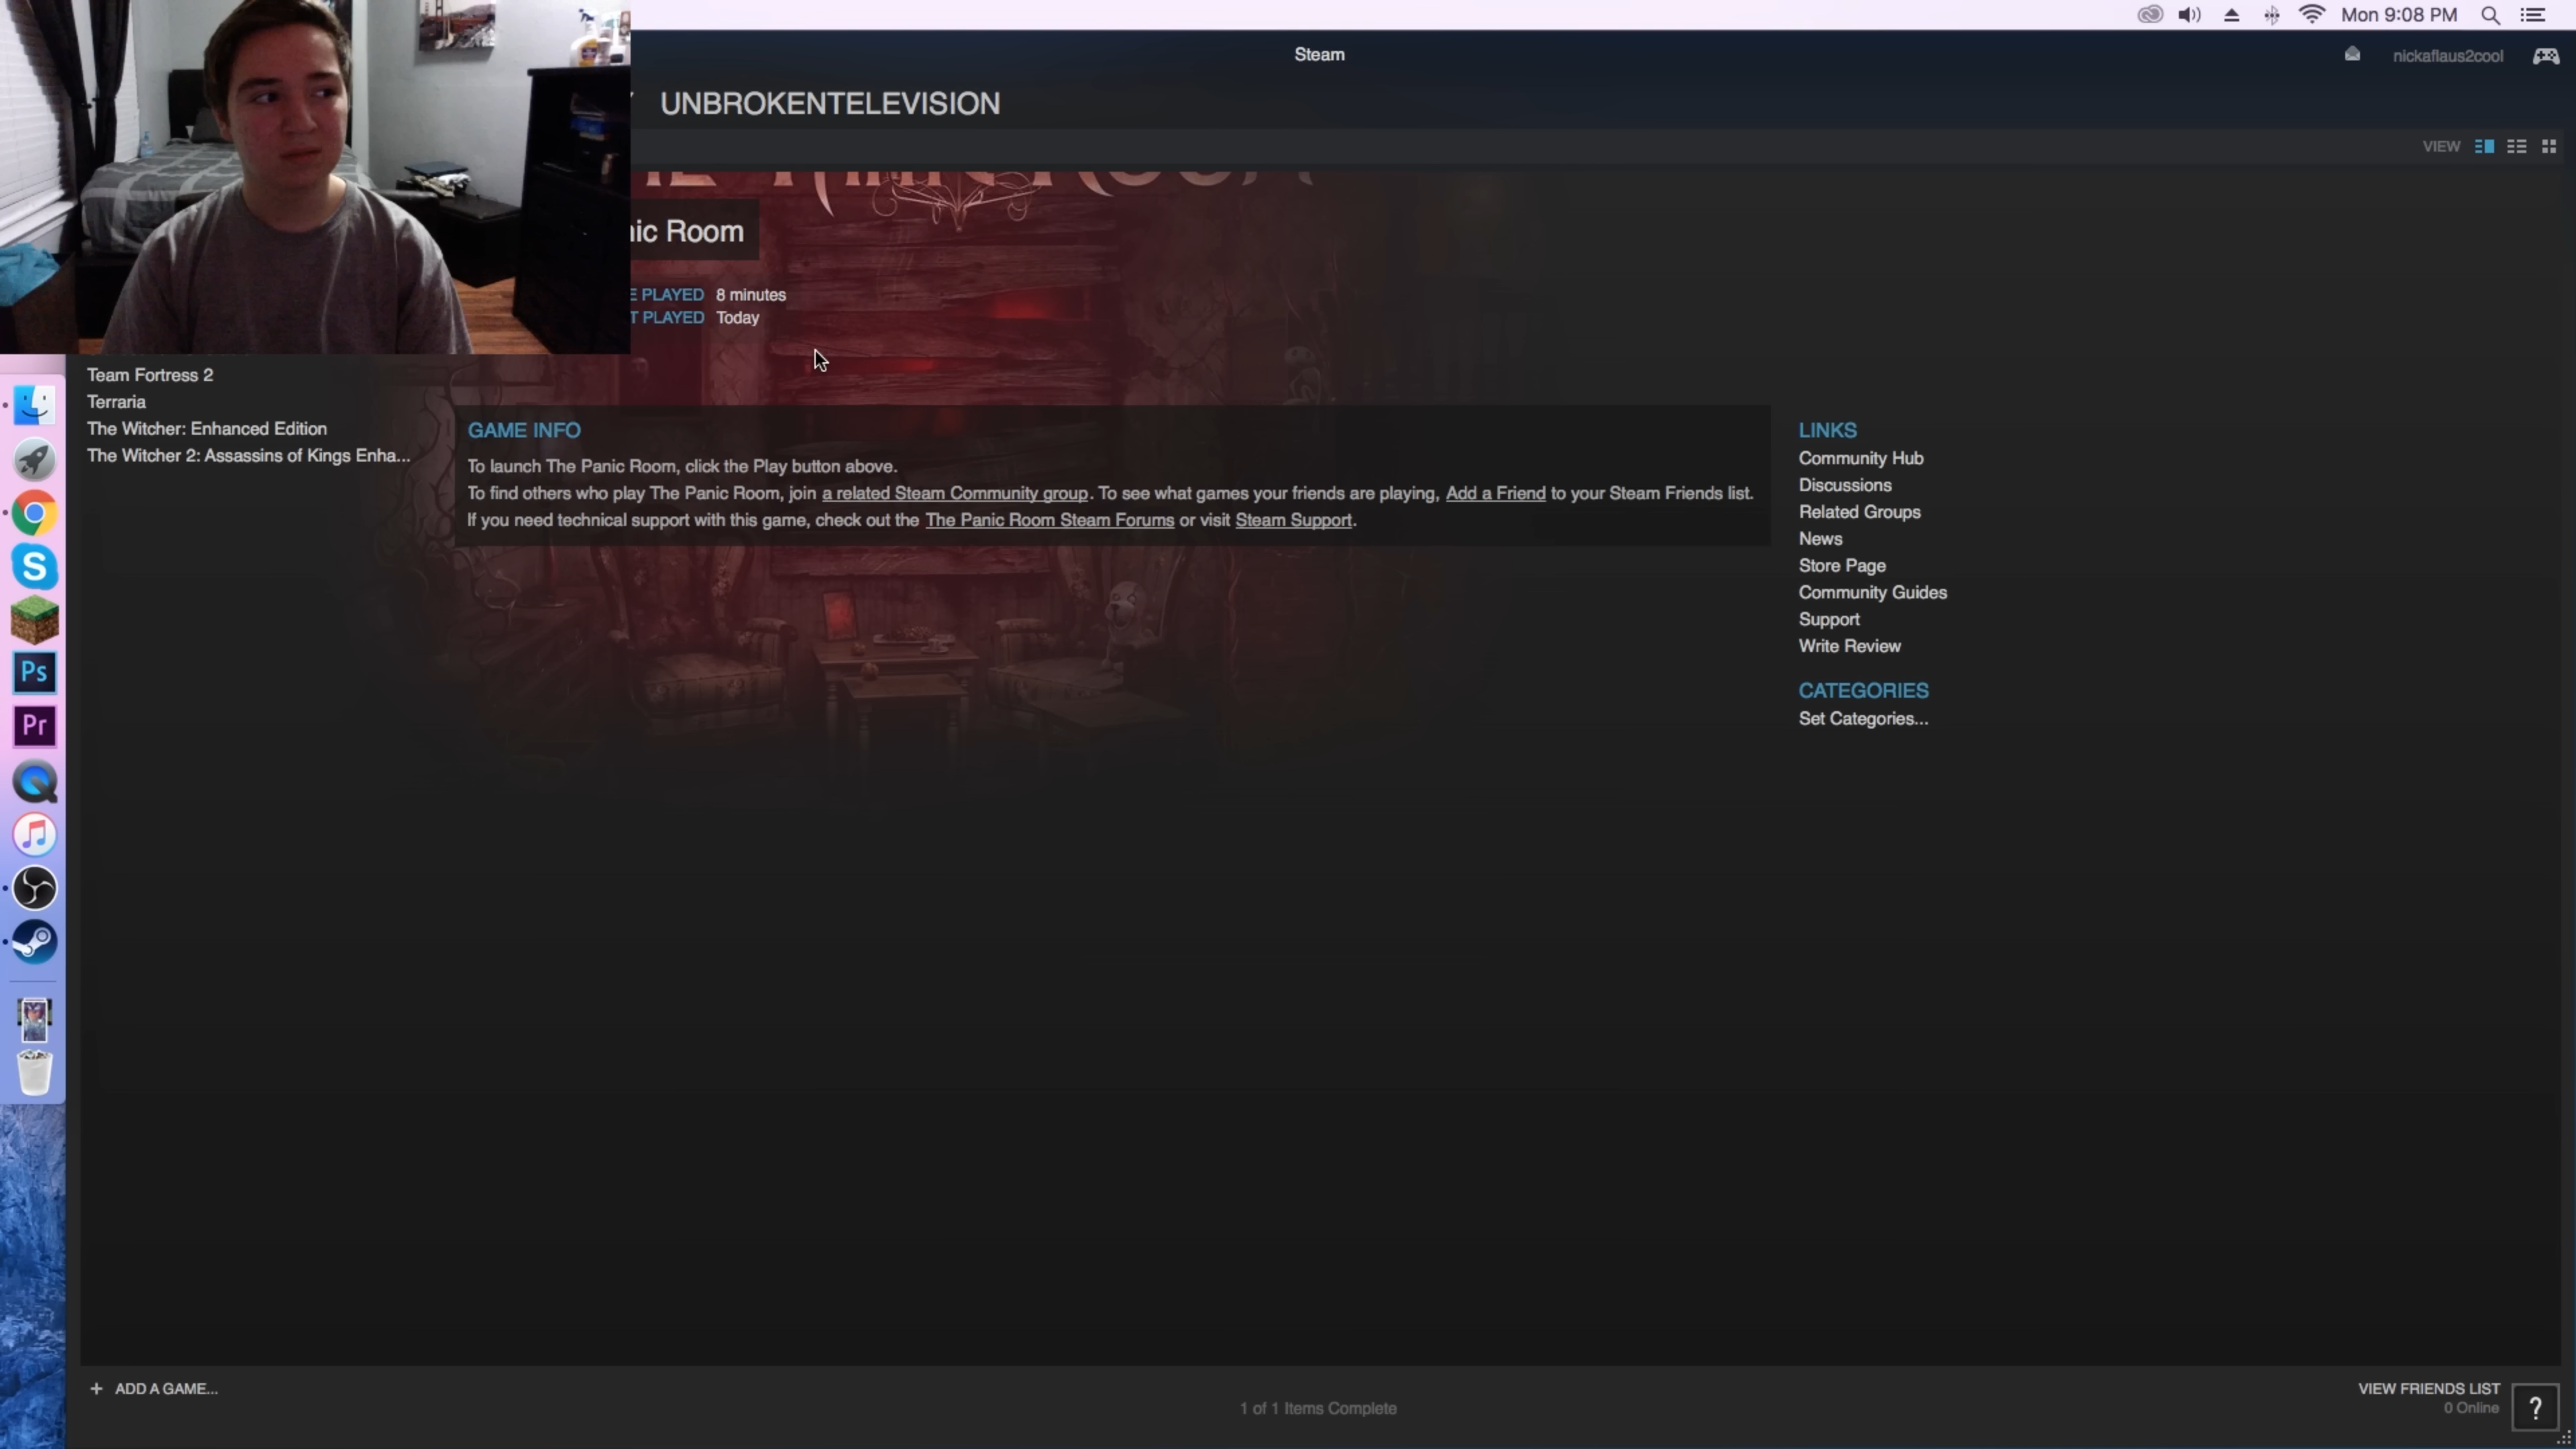 Mon 9:08 PM
Steam
nickaflaus2cool
UNBROKENTELEVISION
VIEW
nic Room
E PLAYED 8 minutes
T PLAYED Today
Team Fortress 2
Terraria
The Witcher: Enhanced Edition
The Witcher 2: Assassins of Kings Enha...
GAME INFO
To launch The Panic Room, click the Play button above.
To find others who play The Panic Room, join a related Steam Community group. To see what games your friends are playing, Add a Friend to your Steam Friends list.
If you need technical support with this game, check out the The Panic Room Steam Forums or visit Steam Support.
LINKS
Community Hub
Discussions
Related Groups
News
Store Page
Community Guides
Support
Write Review
CATEGORIES
Set Categories...
S
Ps
Pr
+ ADD A GAME...
1 of 1 Items Complete
VIEW FRIENDS LIST
0 Online
?